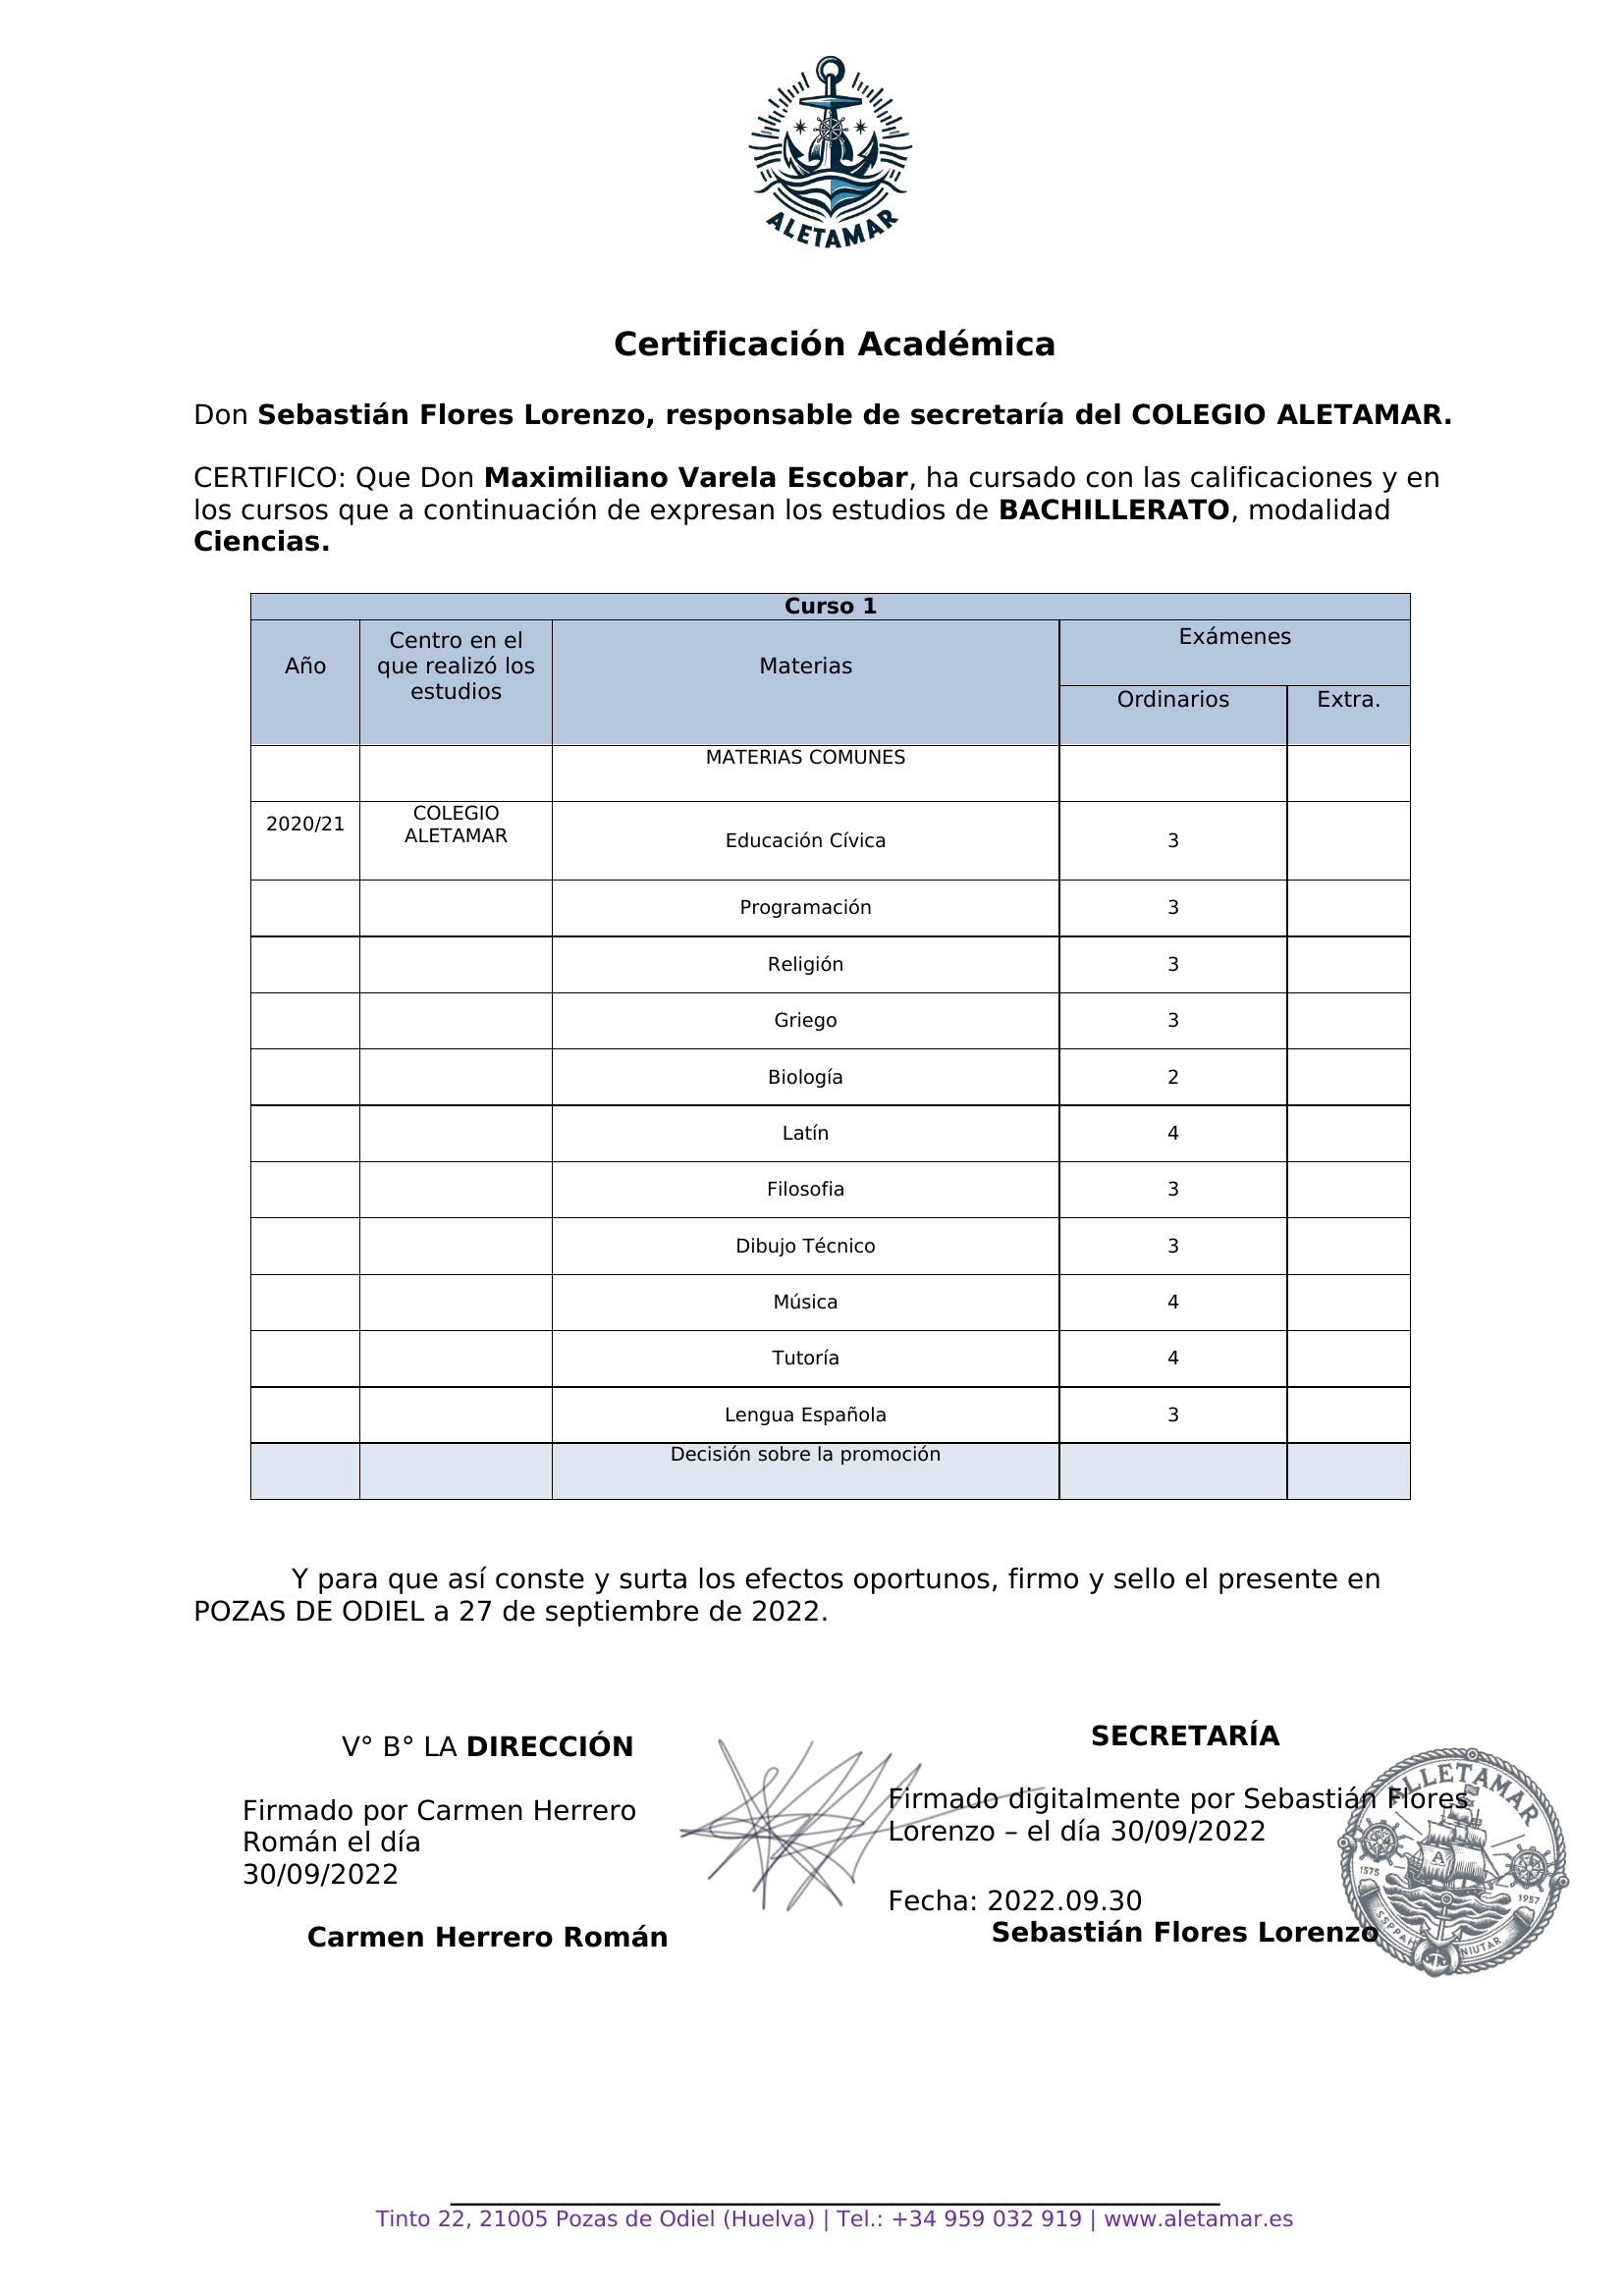 ALETAMAR
Certificación Académica
Don Sebastián Flores Lorenzo, responsable de secretaría del COLEGIO ALETAMAR.
CERTIFICO: Que Don Maximiliano Varela Escobar, ha cursado con las calificaciones y en
los cursos que a continuación de expresan los estudios de BACHILLERATO, modalidad
Ciencias.
Curso 1
Año
Centro en el
que realizó los
estudios
Materias
Exámenes
Ordinarios
Extra.
MATERIAS COMUNES
2020/21
COLEGIO
ALETAMAR
Educación Cívica 3
Programación 3
Religión 3
Griego 3
Biología 2
Latín 4
Filosofia 3
Dibujo Técnico 3
Música 4
Tutoría 4
Lengua Española 3
Decisión sobre la promoción
Y para que así conste y surta los efectos oportunos, firmo y sello el presente en
POZAS DE ODIEL a 27 de septiembre de 2022.
V° B° LA DIRECCIÓN
Firmado por Carmen Herrero
Román el día
30/09/2022
Carmen Herrero Román
SECRETARÍA
Firmado digitalmente por Sebastián Flores
Lorenzo – el día 30/09/2022
Fecha: 2022.09.30
Sebastián Flores Lorenzo
ALLETAMAR
A
1575
1957
SSPPAH
NIUTAR
Tinto 22, 21005 Pozas de Odiel (Huelva) | Tel.: +34 959 032 919 | www.aletamar.es